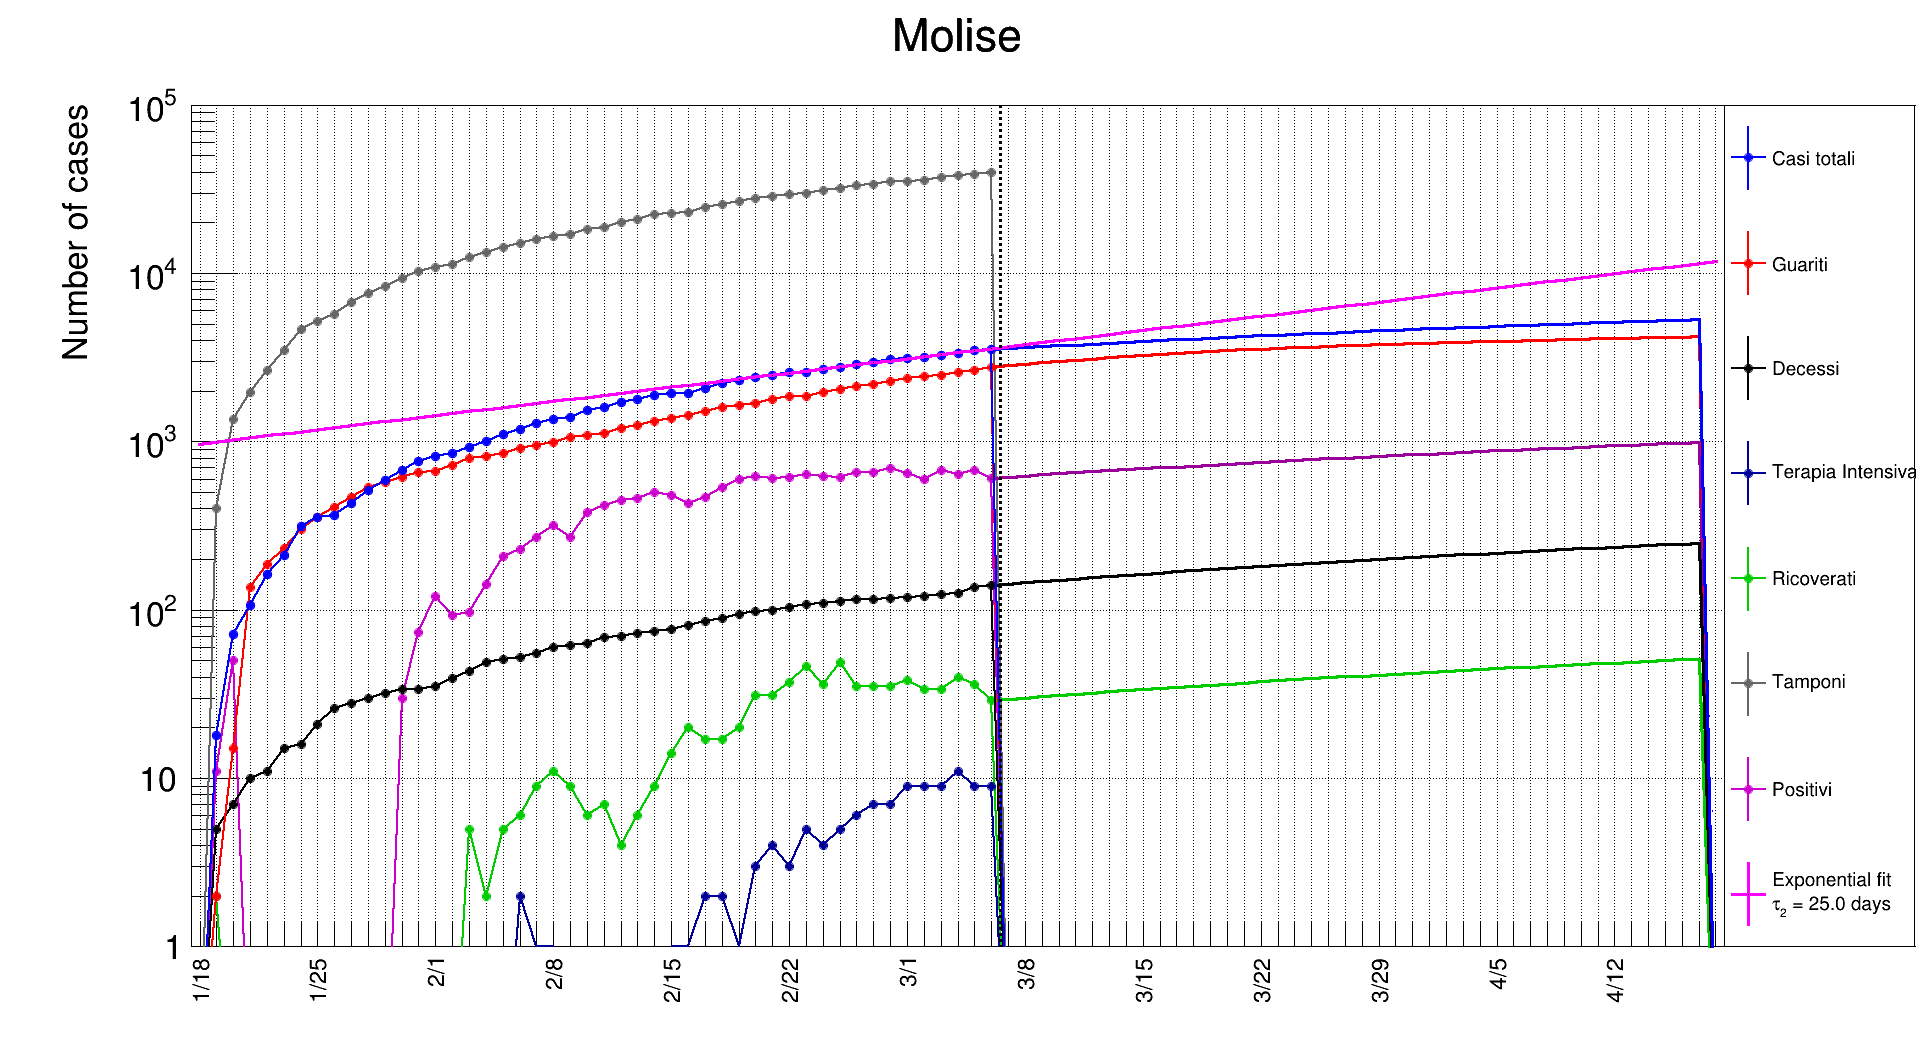 Molise
Number of cases
10^5
10^4
10^3
10^2
10
1
1/18
1/25
2/1
2/8
2/15
2/22
3/1
3/8
3/15
3/22
3/29
4/5
4/12
Casi totali
Guariti
Decessi
Terapia Intensiva
Ricoverati
Tamponi
Positivi
Exponential fit
τ₂ = 25.0 days